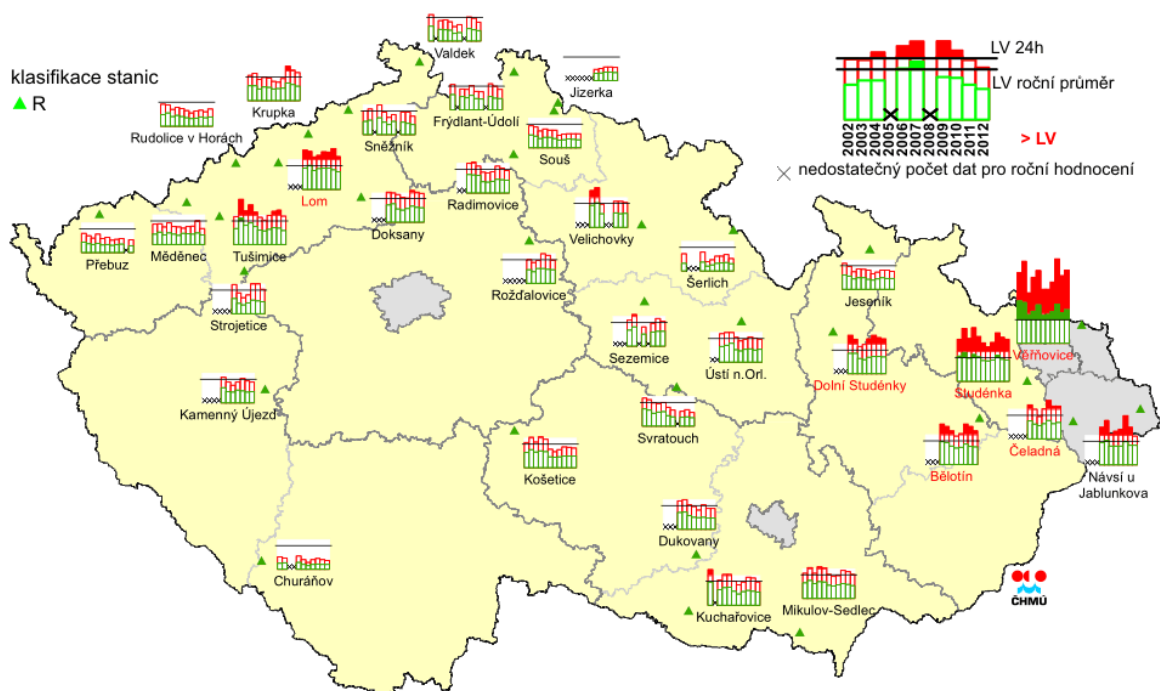 klasifikace stanic
R
LV 24h
LV roční průměr
2002
2003
2004
2005
2006
2007
2008
2009
2010
2011
2012
> LV
nedostatečný počet dat pro roční hodnocení
Valdek
Jizerka
Krupka
Rudolice v Horách
Sněžník
Frýdlant-Údolí
Souš
Lom
Radimovice
Doksany
Velichovky
Přebuz
Měděnec
Tušimice
Rožďalovice
Šerlich
Jeseník
Strojetice
Sezemice
Ústí n.Orl.
Dolní Studénky
Studénka
Věřňovice
Kamenný Újezd
Svratouch
Košetice
Bělotín
Čeladná
Návsí u
Jablunkova
Dukovany
Churáňov
Kuchařovice
Mikulov-Sedlec
ČHMÚ